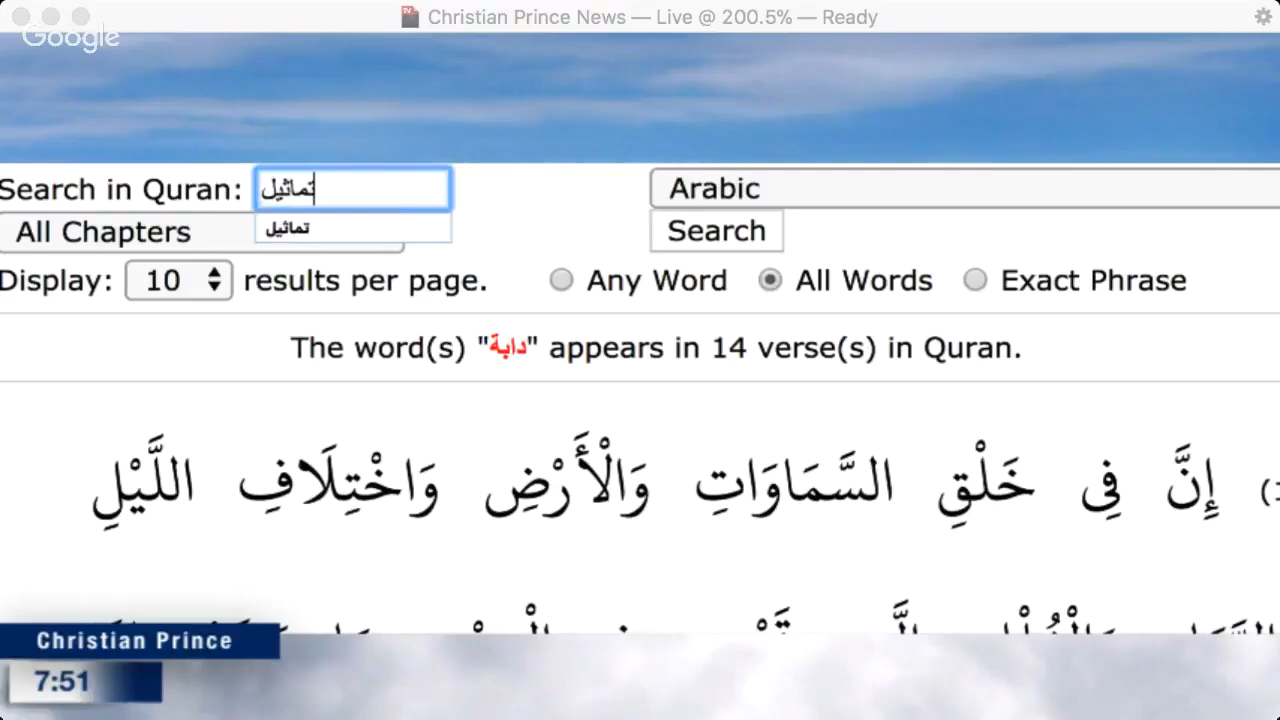 Christian Prince News — Live @ 200.5% — Ready
Google
Search in Quran: تماثيل Arabic
All Chapters تماثيل Search
Display: 10 results per page. Any Word All Words Exact Phrase
The word(s) "دابة" appears in 14 verse(s) in Quran.
إِنَّ فِى خَلْقِ السَّمَاوَاتِ وَالْأَرْضِ وَاخْتِلَافِ اللَّيْلِ
Christian Prince
7:51